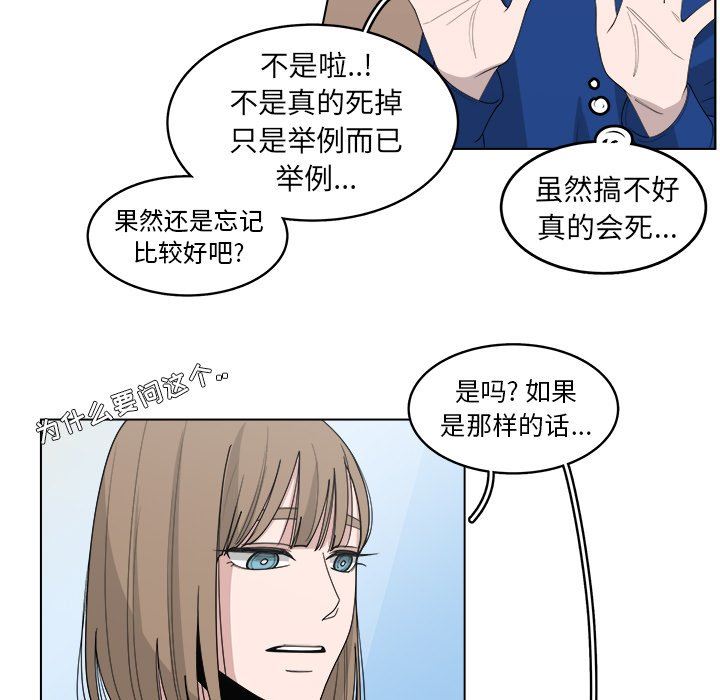 不是啦..!
不是真的死掉
只是举例而已
举例...
虽然搞不好
真的会死...
果然还是忘记
比较好吧?
为什么要问这个..
是吗? 如果
是那样的话...